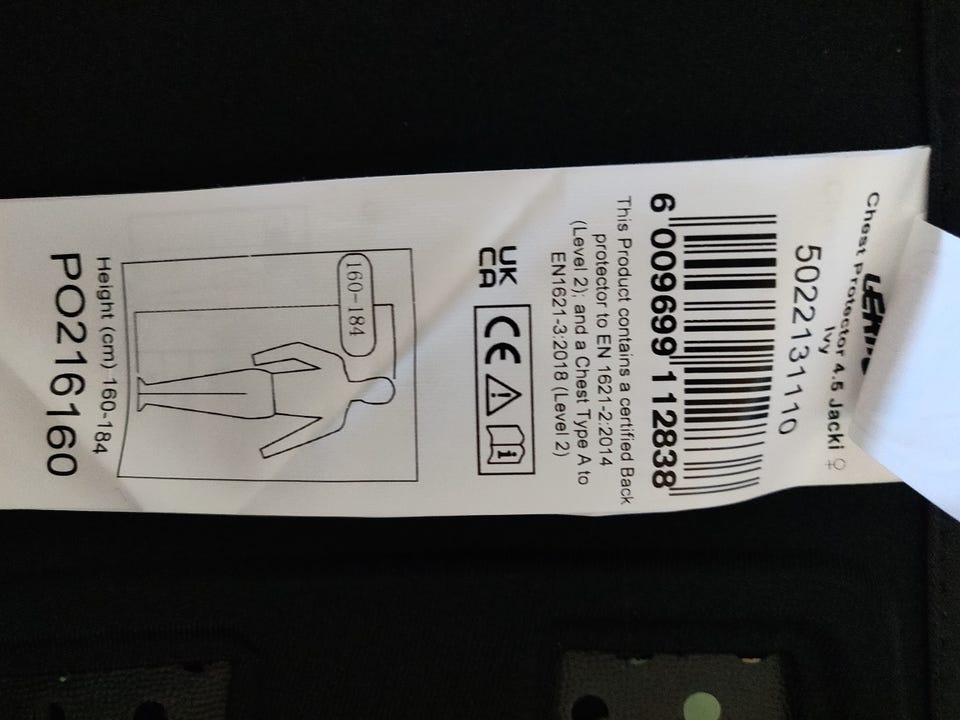 Chest Protector 4.5 Jacki ♀
Ivy
5022131110
6 009699 112838
This Product contains a certified Back
protector to EN 1621-2:2014
(Level 2); and a Chest Type A to
EN1621-3:2018 (Level 2)
UK
CA
CE
i
160-184
Height (cm) 160-184
PO216160